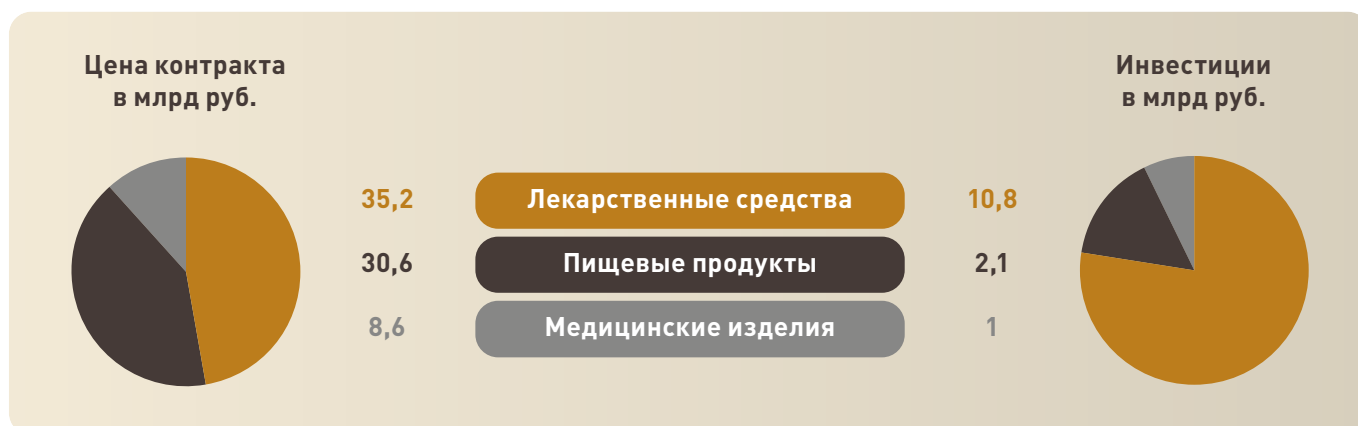 Цена контракта
в млрд руб.
Инвестиции
в млрд руб.
35,2 Лекарственные средства 10,8
30,6 Пищевые продукты 2,1
8,6 Медицинские изделия 1